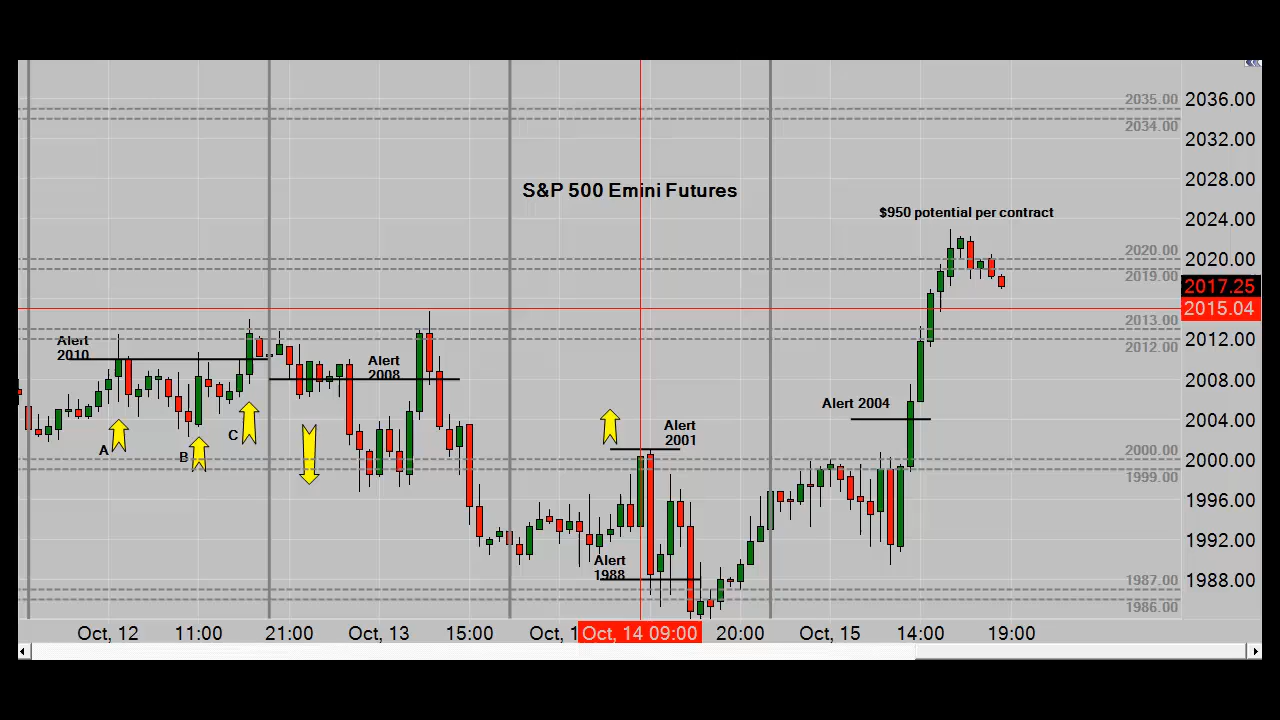 2035.00
2036.00
2034.00
2032.00
S&P 500 Emini Futures
2028.00
$950 potential per contract
2024.00
2020.00
2020.00
2019.00
2017.25
2015.04
2013.00
Alert
2010
2012.00
2012.00
Alert
2008
2008.00
Alert 2004
2004.00
A
B
C
Alert
2001
2000.00
2000.00
1999.00
1996.00
1992.00
Alert
1988
1987.00
1988.00
1986.00
Oct, 12
11:00
21:00
Oct, 13
15:00
Oct, 1
Oct, 14 09:00
20:00
Oct, 15
14:00
19:00